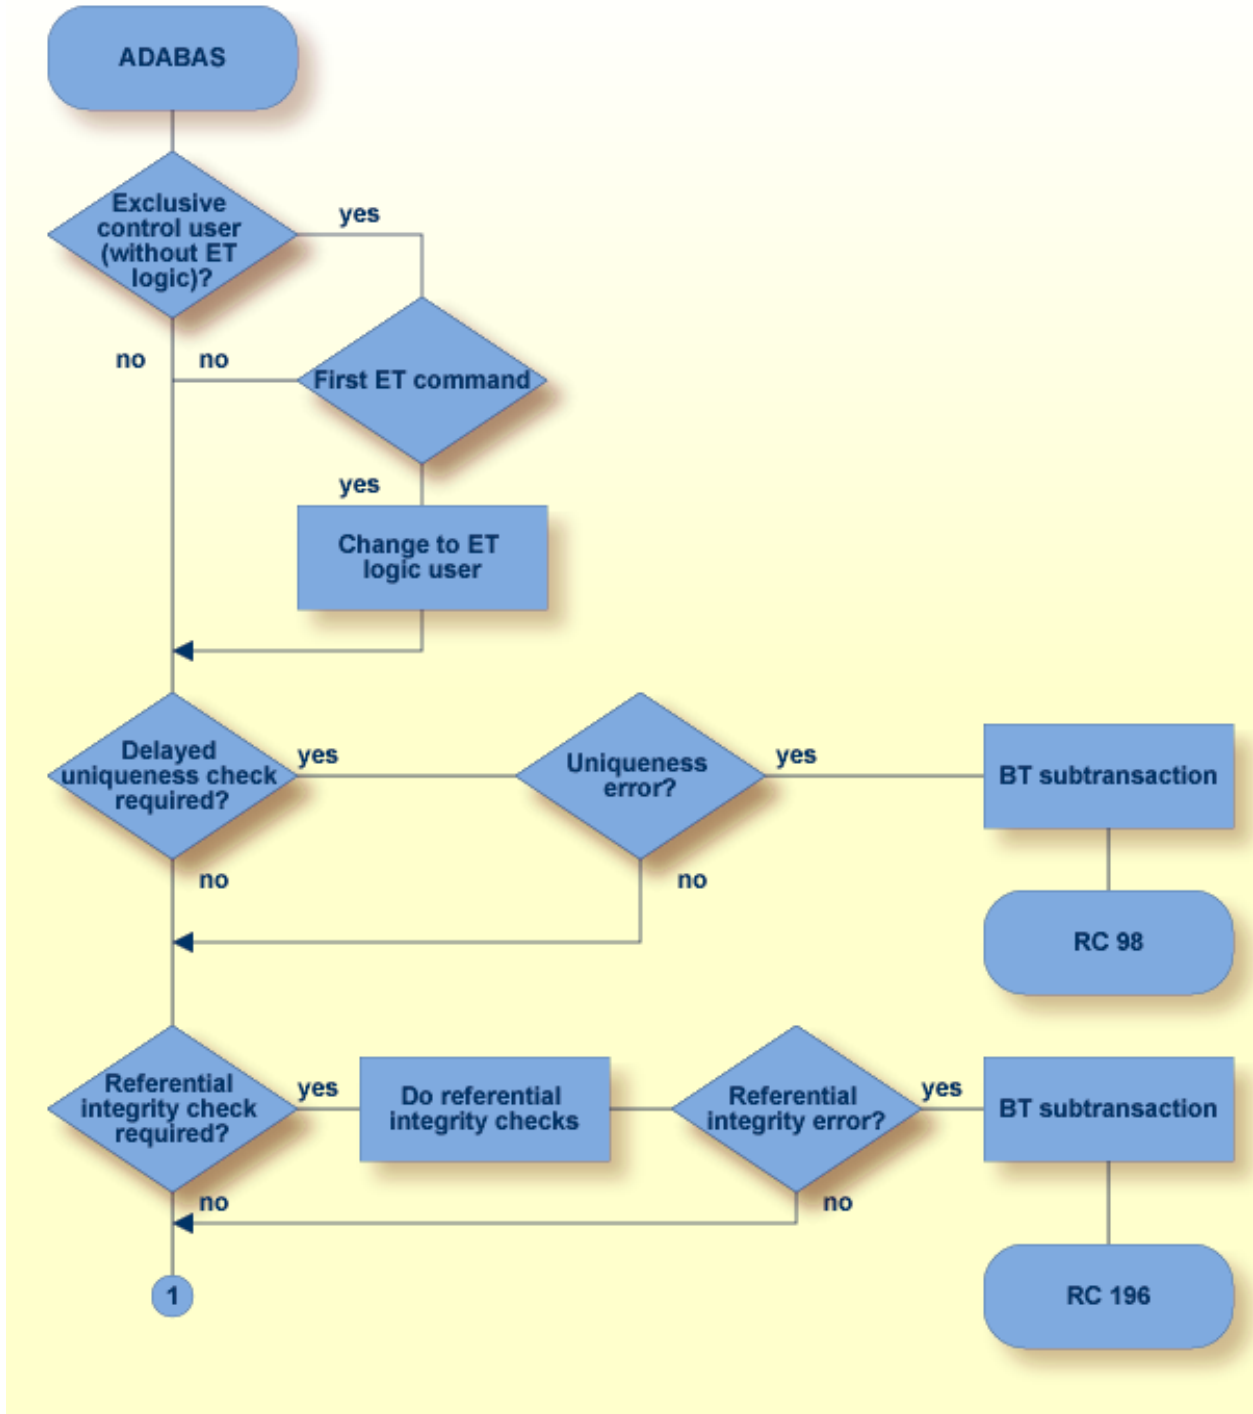 ADABAS
Exclusive
control user
(without ET
logic)?
yes
no
no
First ET command
yes
Change to ET
logic user
Delayed
uniqueness check
required?
yes
Uniqueness
error?
yes
BT subtransaction
no
no
RC 98
Referential
integrity check
required?
yes
Do referential
integrity checks
Referential
integrity error?
yes
BT subtransaction
no
no
1
RC 196